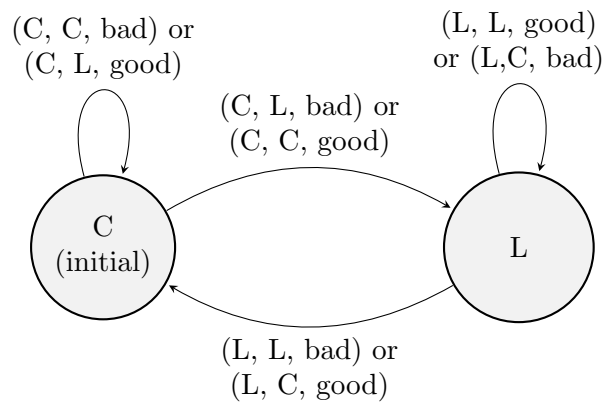 (C, C, bad) or
(C, L, good)
(L, L, good)
or (L,C, bad)
(C, L, bad) or
(C, C, good)
C
(initial)
L
(L, L, bad) or
(L, C, good)